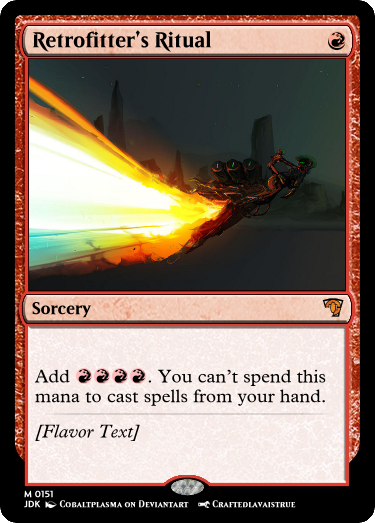 Retrofitter's Ritual
Sorcery
Add. You can't spend this
mana to cast spells from your hand.
[Flavor Text]
M 0151
JDK Cobaltplasma on Deviantart Craftedlavaistrue